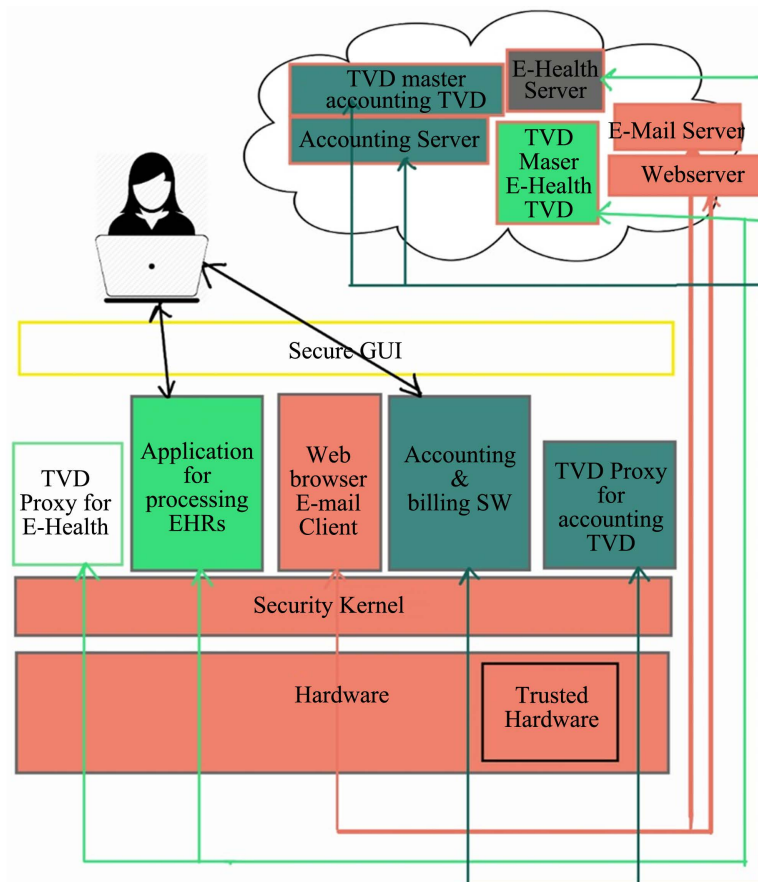 TVD master
accounting TVD
E-Health
Server
Accounting Server
TVD
Maser
E-Health
TVD
E-Mail Server
Webserver
Secure GUI
TVD
Proxy for
E-Health
Application
for
processing
EHRs
Web
browser
E-mail
Client
Accounting
&
billing SW
TVD Proxy
for
accounting
TVD
Security Kernel
Hardware
Trusted
Hardware